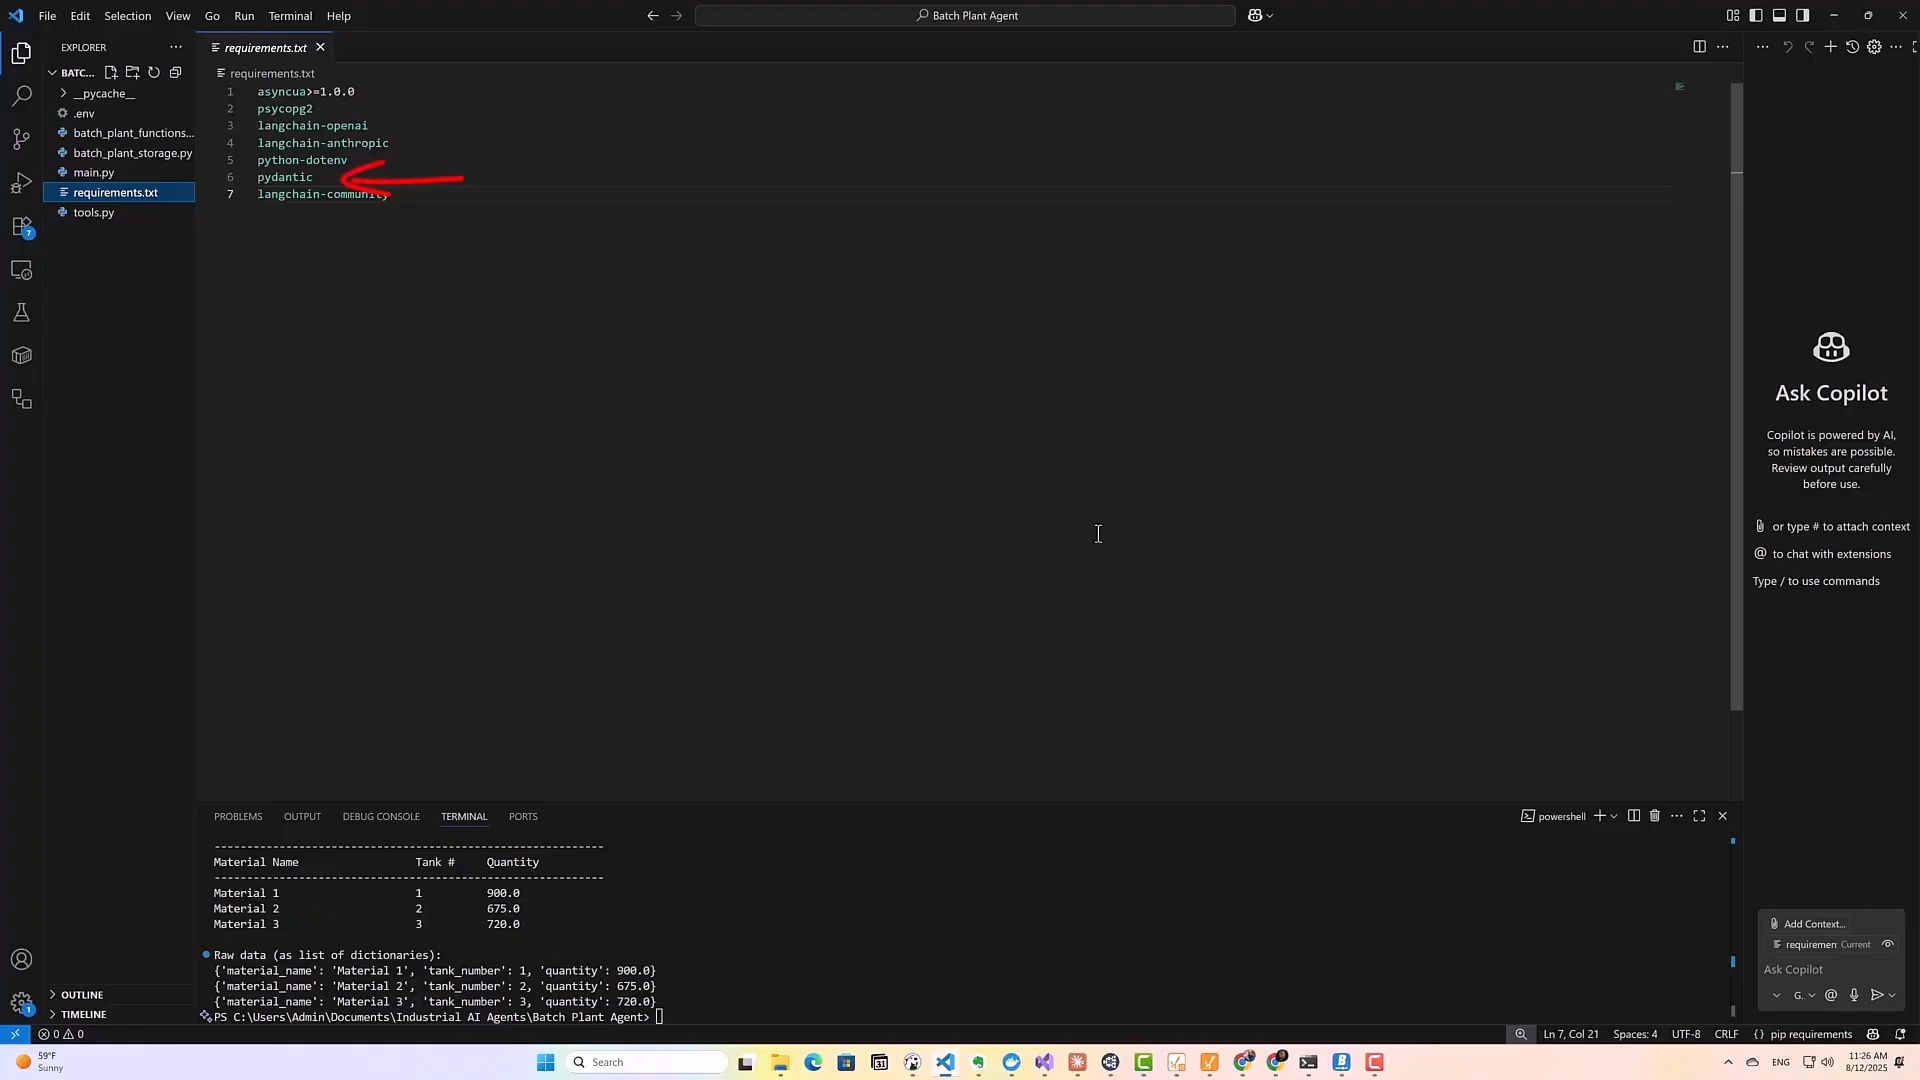 File Edit Selection View Go Run Terminal Help
Batch Plant Agent
EXPLORER
BATC...
__pycache__
.env
batch_plant_functions...
batch_plant_storage.py
main.py
requirements.txt
tools.py
OUTLINE
TIMELINE
7
1
requirements.txt
requirements.txt
1 asyncua>=1.0.0
2 psycopg2
3 langchain-openai
4 langchain-anthropic
5 python-dotenv
6 pydantic
7 langchain-community
Ask Copilot
Copilot is powered by AI,
so mistakes are possible.
Review output carefully
before use.
or type # to attach context
@ to chat with extensions
Type / to use commands
Add Context...
requiremen Current
Ask Copilot
G.
PROBLEMS OUTPUT DEBUG CONSOLE TERMINAL PORTS
powershell
-----------------------------------------------------------
Material Name Tank # Quantity
-----------------------------------------------------------
Material 1 1 900.0
Material 2 2 675.0
Material 3 3 720.0
Raw data (as list of dictionaries):
{'material_name': 'Material 1', 'tank_number': 1, 'quantity': 900.0}
{'material_name': 'Material 2', 'tank_number': 2, 'quantity': 675.0}
{'material_name': 'Material 3', 'tank_number': 3, 'quantity': 720.0}
PS C:\Users\Admin\Documents\Industrial AI Agents\Batch Plant Agent>
0 0
Ln 7, Col 21 Spaces: 4 UTF-8 CRLF pip requirements
59°F
Sunny
Search
31
ENG
11:26 AM
8/12/2025